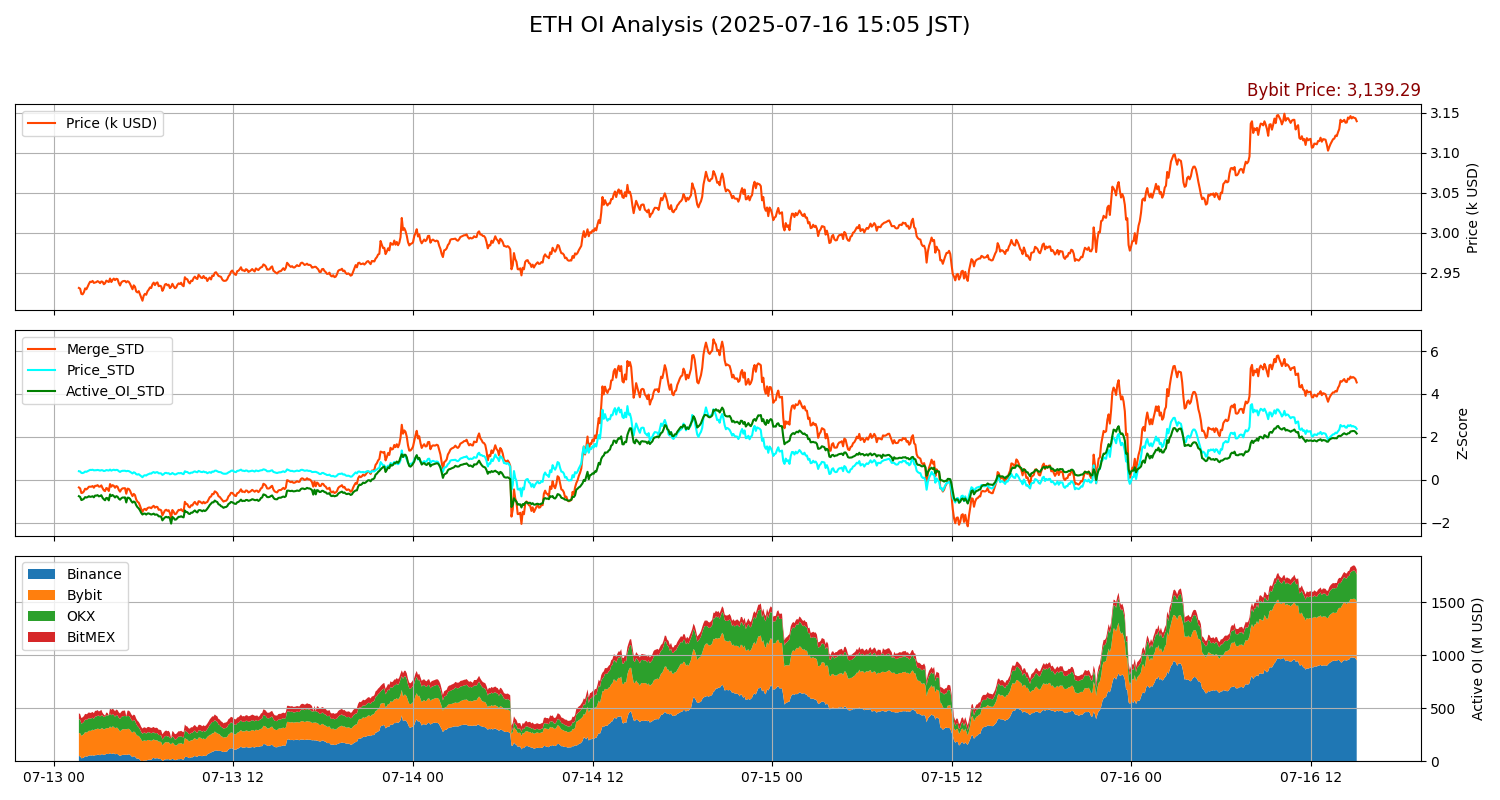 ETH OI Analysis (2025-07-16 15:05 JST)
Bybit Price: 3,139.29
Price (k USD)
3.15
3.10
3.05
3.00
2.95
Price (k USD)
Merge_STD
Price_STD
Active_OI_STD
6
4
2
0
−2
Z-Score
Binance
Bybit
OKX
BitMEX
1500
1000
500
0
Active OI (M USD)
07-13 00
07-13 12
07-14 00
07-14 12
07-15 00
07-15 12
07-16 00
07-16 12